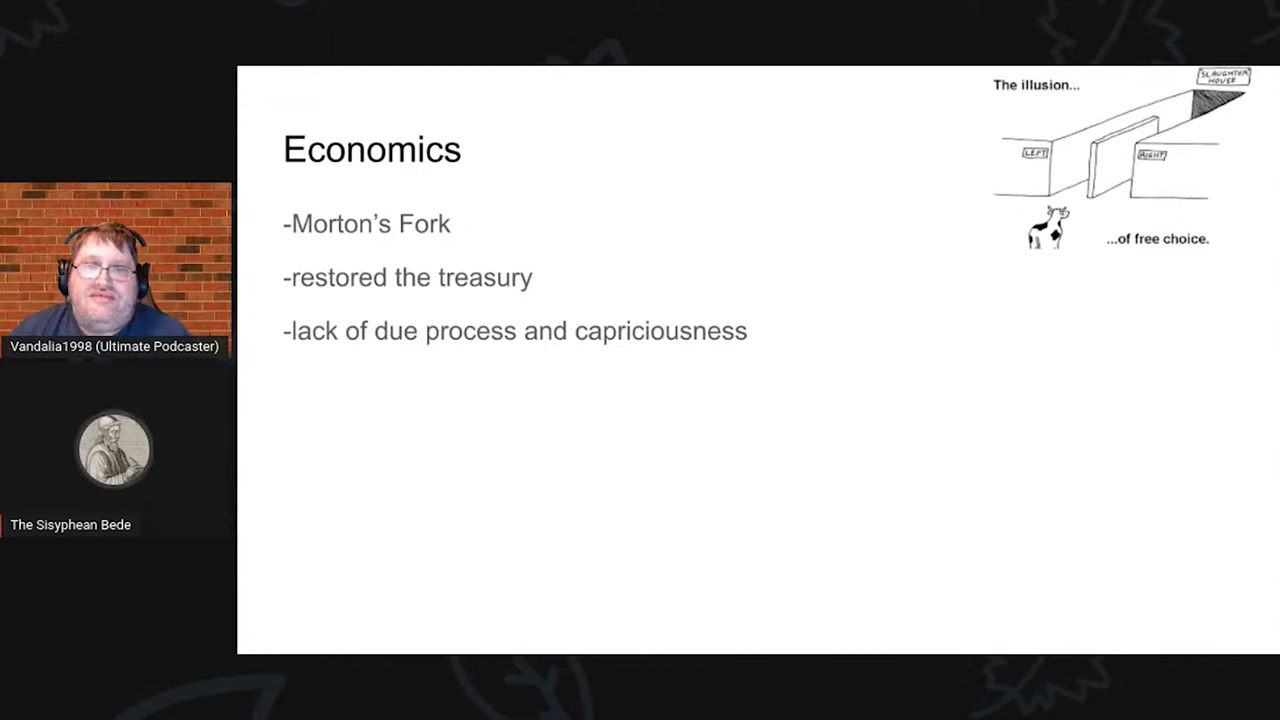 The illusion...
SLAUGHTER
HOUSE
LEFT
RIGHT
...of free choice.
Economics
-Morton’s Fork
-restored the treasury
-lack of due process and capriciousness
Vandalia1998 (Ultimate Podcaster)
The Sisyphean Bede